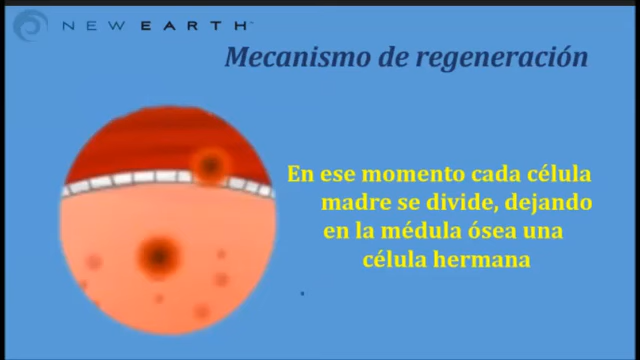 NEW EARTH™
Mecanismo de regeneración
En ese momento cada célula
madre se divide, dejando
en la médula ósea una
célula hermana